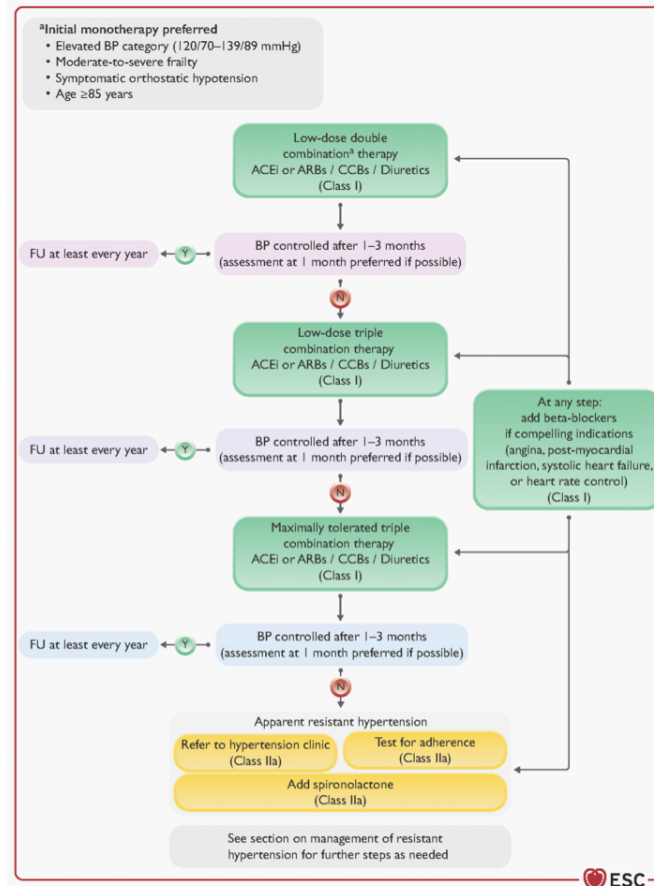 aInitial monotherapy preferred
• Elevated BP category (120/70–139/89 mmHg)
• Moderate-to-severe frailty
• Symptomatic orthostatic hypotension
• Age ≥85 years
Low-dose double
combinationa therapy
ACEi or ARBs / CCBs / Diuretics
(Class I)
FU at least every year
Y
BP controlled after 1–3 months
(assessment at 1 month preferred if possible)
N
Low-dose triple
combination therapy
ACEi or ARBs / CCBs / Diuretics
(Class I)
At any step:
add beta-blockers
if compelling indications
(angina, post-myocardial
infarction, systolic heart failure,
or heart rate control)
(Class I)
FU at least every year
Y
BP controlled after 1–3 months
(assessment at 1 month preferred if possible)
N
Maximally tolerated triple
combination therapy
ACEi or ARBs / CCBs / Diuretics
(Class I)
FU at least every year
Y
BP controlled after 1–3 months
(assessment at 1 month preferred if possible)
N
Apparent resistant hypertension
Refer to hypertension clinic
(Class IIa)
Test for adherence
(Class IIa)
Add spironolactone
(Class IIa)
See section on management of resistant
hypertension for further steps as needed
ESC